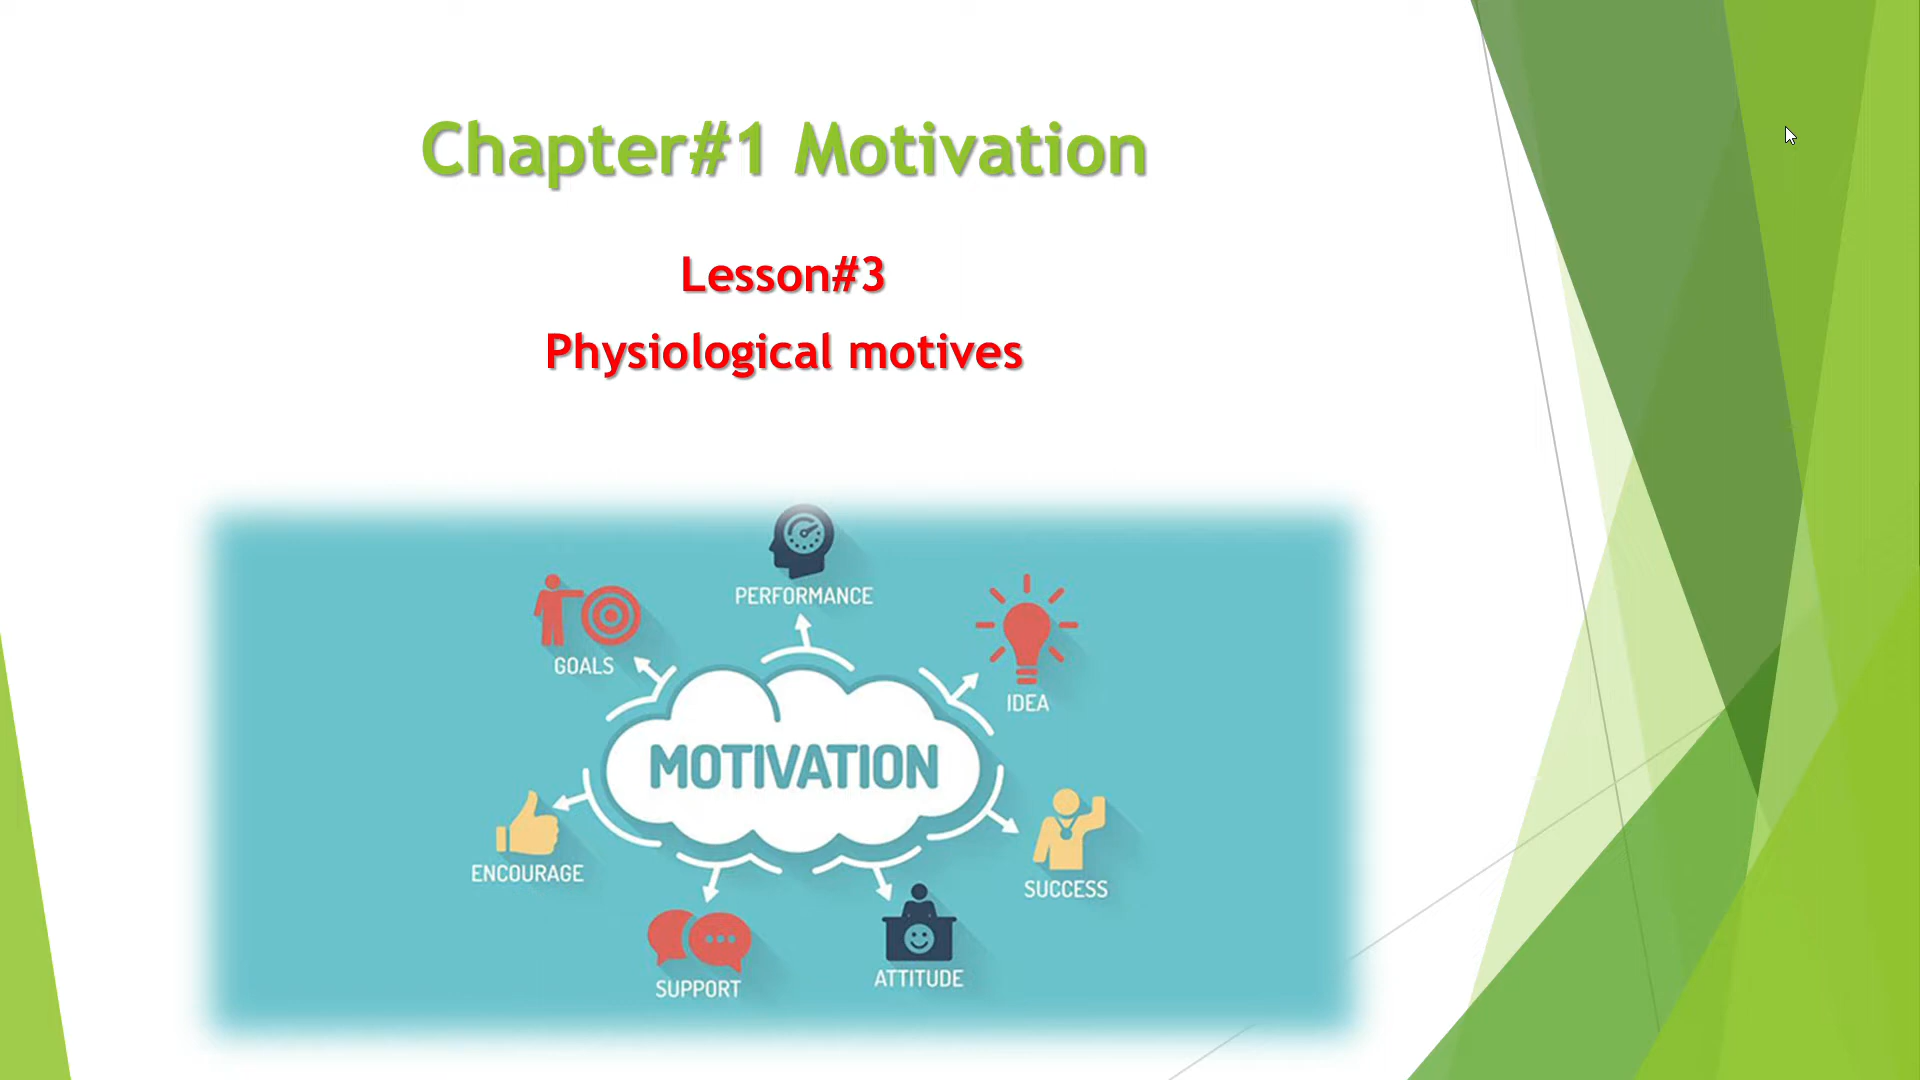 Chapter#1 Motivation
Lesson#3
Physiological motives
PERFORMANCE
GOALS
IDEA
MOTIVATION
ENCOURAGE
SUCCESS
SUPPORT
ATTITUDE